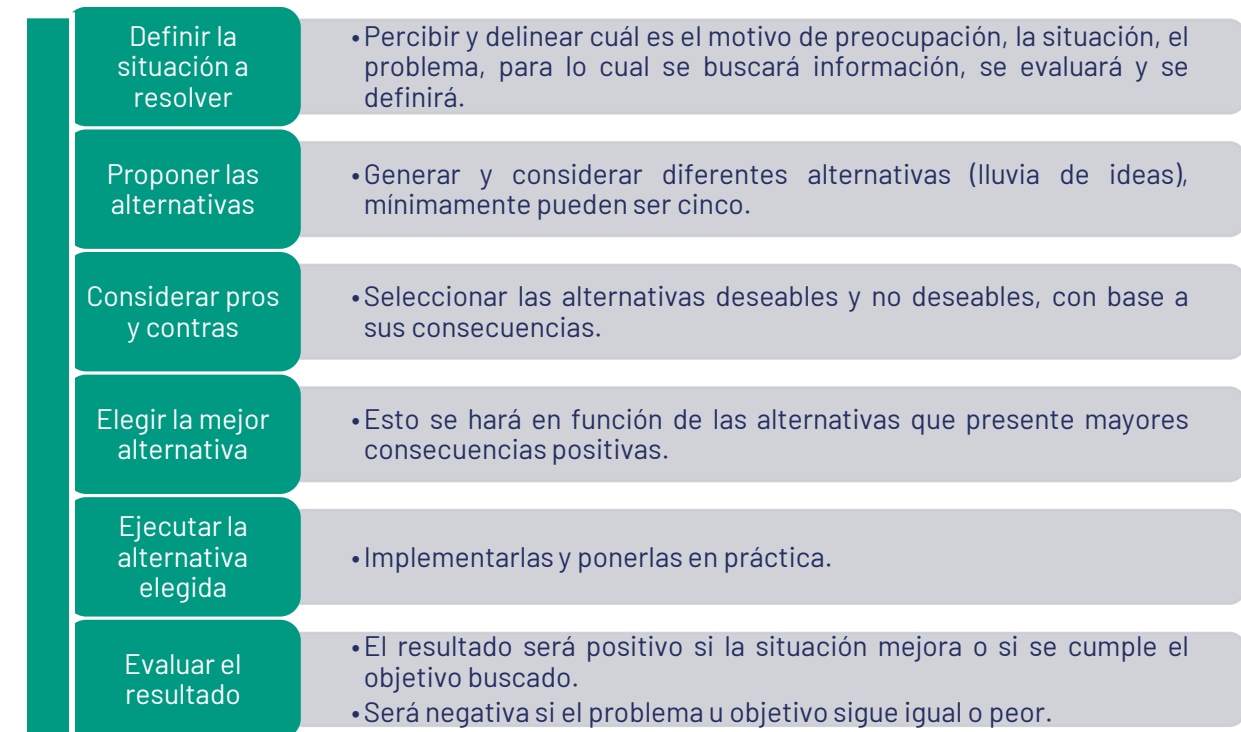 Definir la
situación a
resolver
•Percibir y delinear cuál es el motivo de preocupación, la situación, el
problema, para lo cual se buscará información, se evaluará y se
definirá.
Proponer las
alternativas
•Generar y considerar diferentes alternativas (lluvia de ideas),
mínimamente pueden ser cinco.
Considerar pros
y contras
•Seleccionar las alternativas deseables y no deseables, con base a
sus consecuencias.
Elegir la mejor
alternativa
•Esto se hará en función de las alternativas que presente mayores
consecuencias positivas.
Ejecutar la
alternativa
elegida
•Implementarlas y ponerlas en práctica.
Evaluar el
resultado
•El resultado será positivo si la situación mejora o si se cumple el
objetivo buscado.
•Será negativa si el problema u objetivo sigue igual o peor.